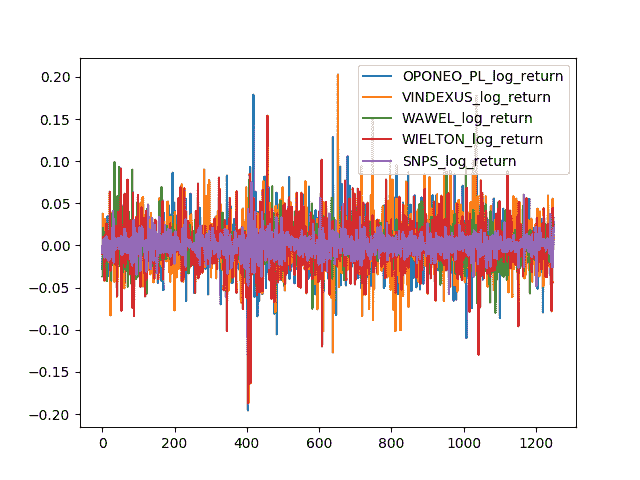 0.20
0.15
0.10
0.05
0.00
−0.05
−0.10
−0.15
−0.20
OPONEO_PL_log_return
VINDEXUS_log_return
WAWEL_log_return
WIELTON_log_return
SNPS_log_return
0 200 400 600 800 1000 1200